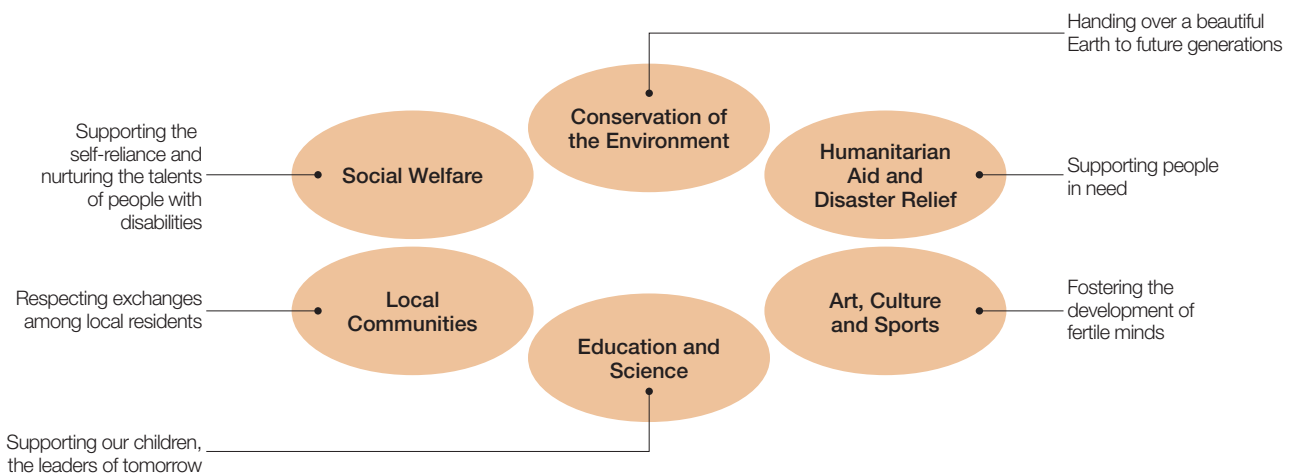 Handing over a beautiful
Earth to future generations
Conservation of
the Environment
Supporting the
self-reliance and
nurturing the talents
of people with
disabilities
Social Welfare
Humanitarian
Aid and
Disaster Relief
Supporting people
in need
Respecting exchanges
among local residents
Local
Communities
Education and
Science
Art, Culture
and Sports
Fostering the
development of
fertile minds
Supporting our children,
the leaders of tomorrow